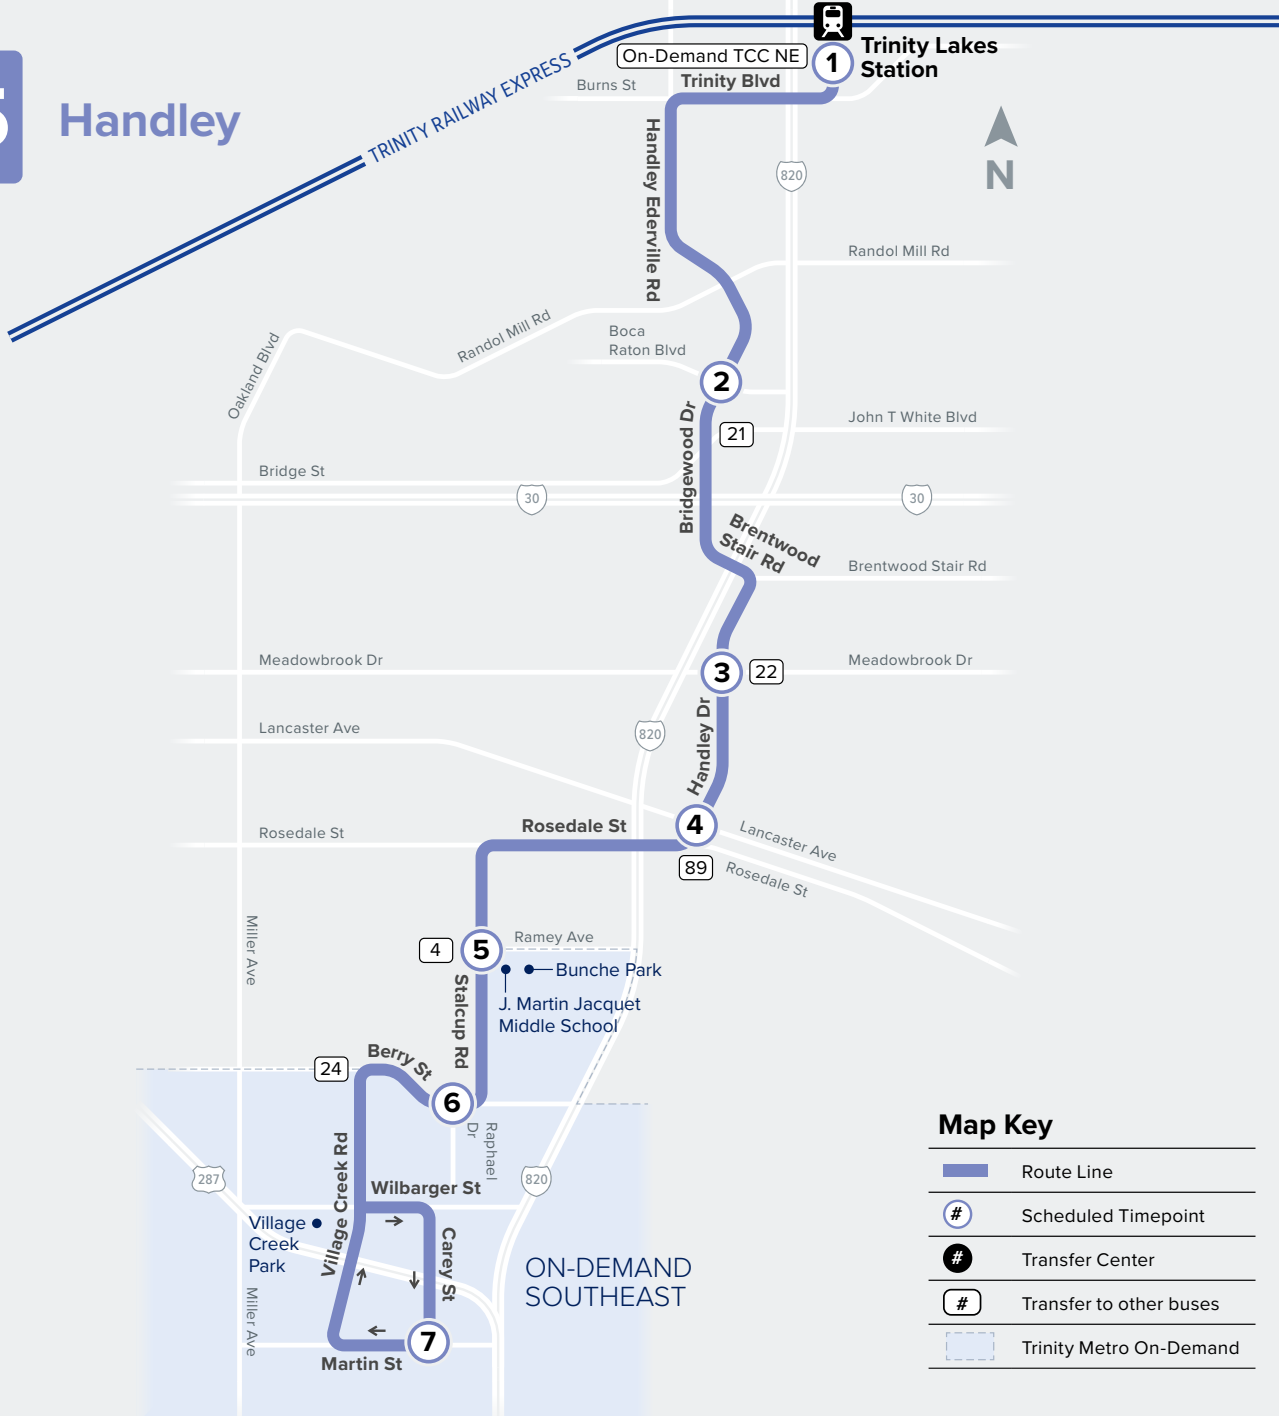 Handley
TRINITY RAILWAY EXPRESS
On-Demand TCC NE
1
Trinity Lakes
Station
Burns St
Trinity Blvd
Handley Ederville Rd
820
N
Randol Mill Rd
Randol Mill Rd
Oakland Blvd
Boca
Raton Blvd
2
Bridgewood Dr
21
John T White Blvd
Bridge St
30
30
Brentwood
Stair Rd
Brentwood Stair Rd
Meadowbrook Dr
3
22
Meadowbrook Dr
Handley Dr
Lancaster Ave
820
4
Rosedale St
Rosedale St
Lancaster Ave
89
Rosedale St
Miller Ave
4
5
Ramey Ave
Bunche Park
J. Martin Jacquet
Middle School
Stalcup Rd
24
Berry St
6
Raphael
Dr
Village Creek Rd
287
820
Wilbarger St
Village
Creek
Park
Carey St
ON-DEMAND
SOUTHEAST
Miller Ave
7
Martin St
Map Key
Route Line
# Scheduled Timepoint
# Transfer Center
# Transfer to other buses
Trinity Metro On-Demand